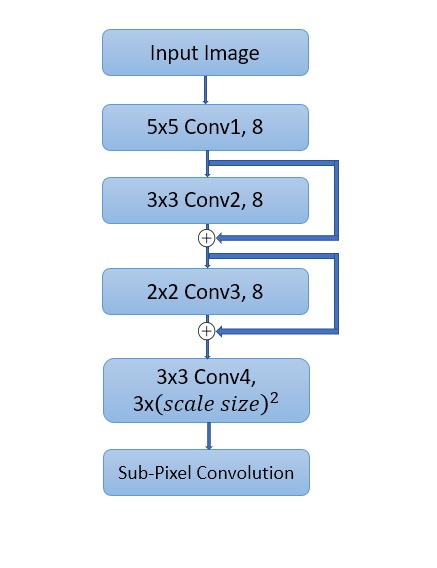 Input Image
5x5 Conv1, 8
3x3 Conv2, 8
+
2x2 Conv3, 8
+
3x3 Conv4,
3x(scale size)²
Sub-Pixel Convolution